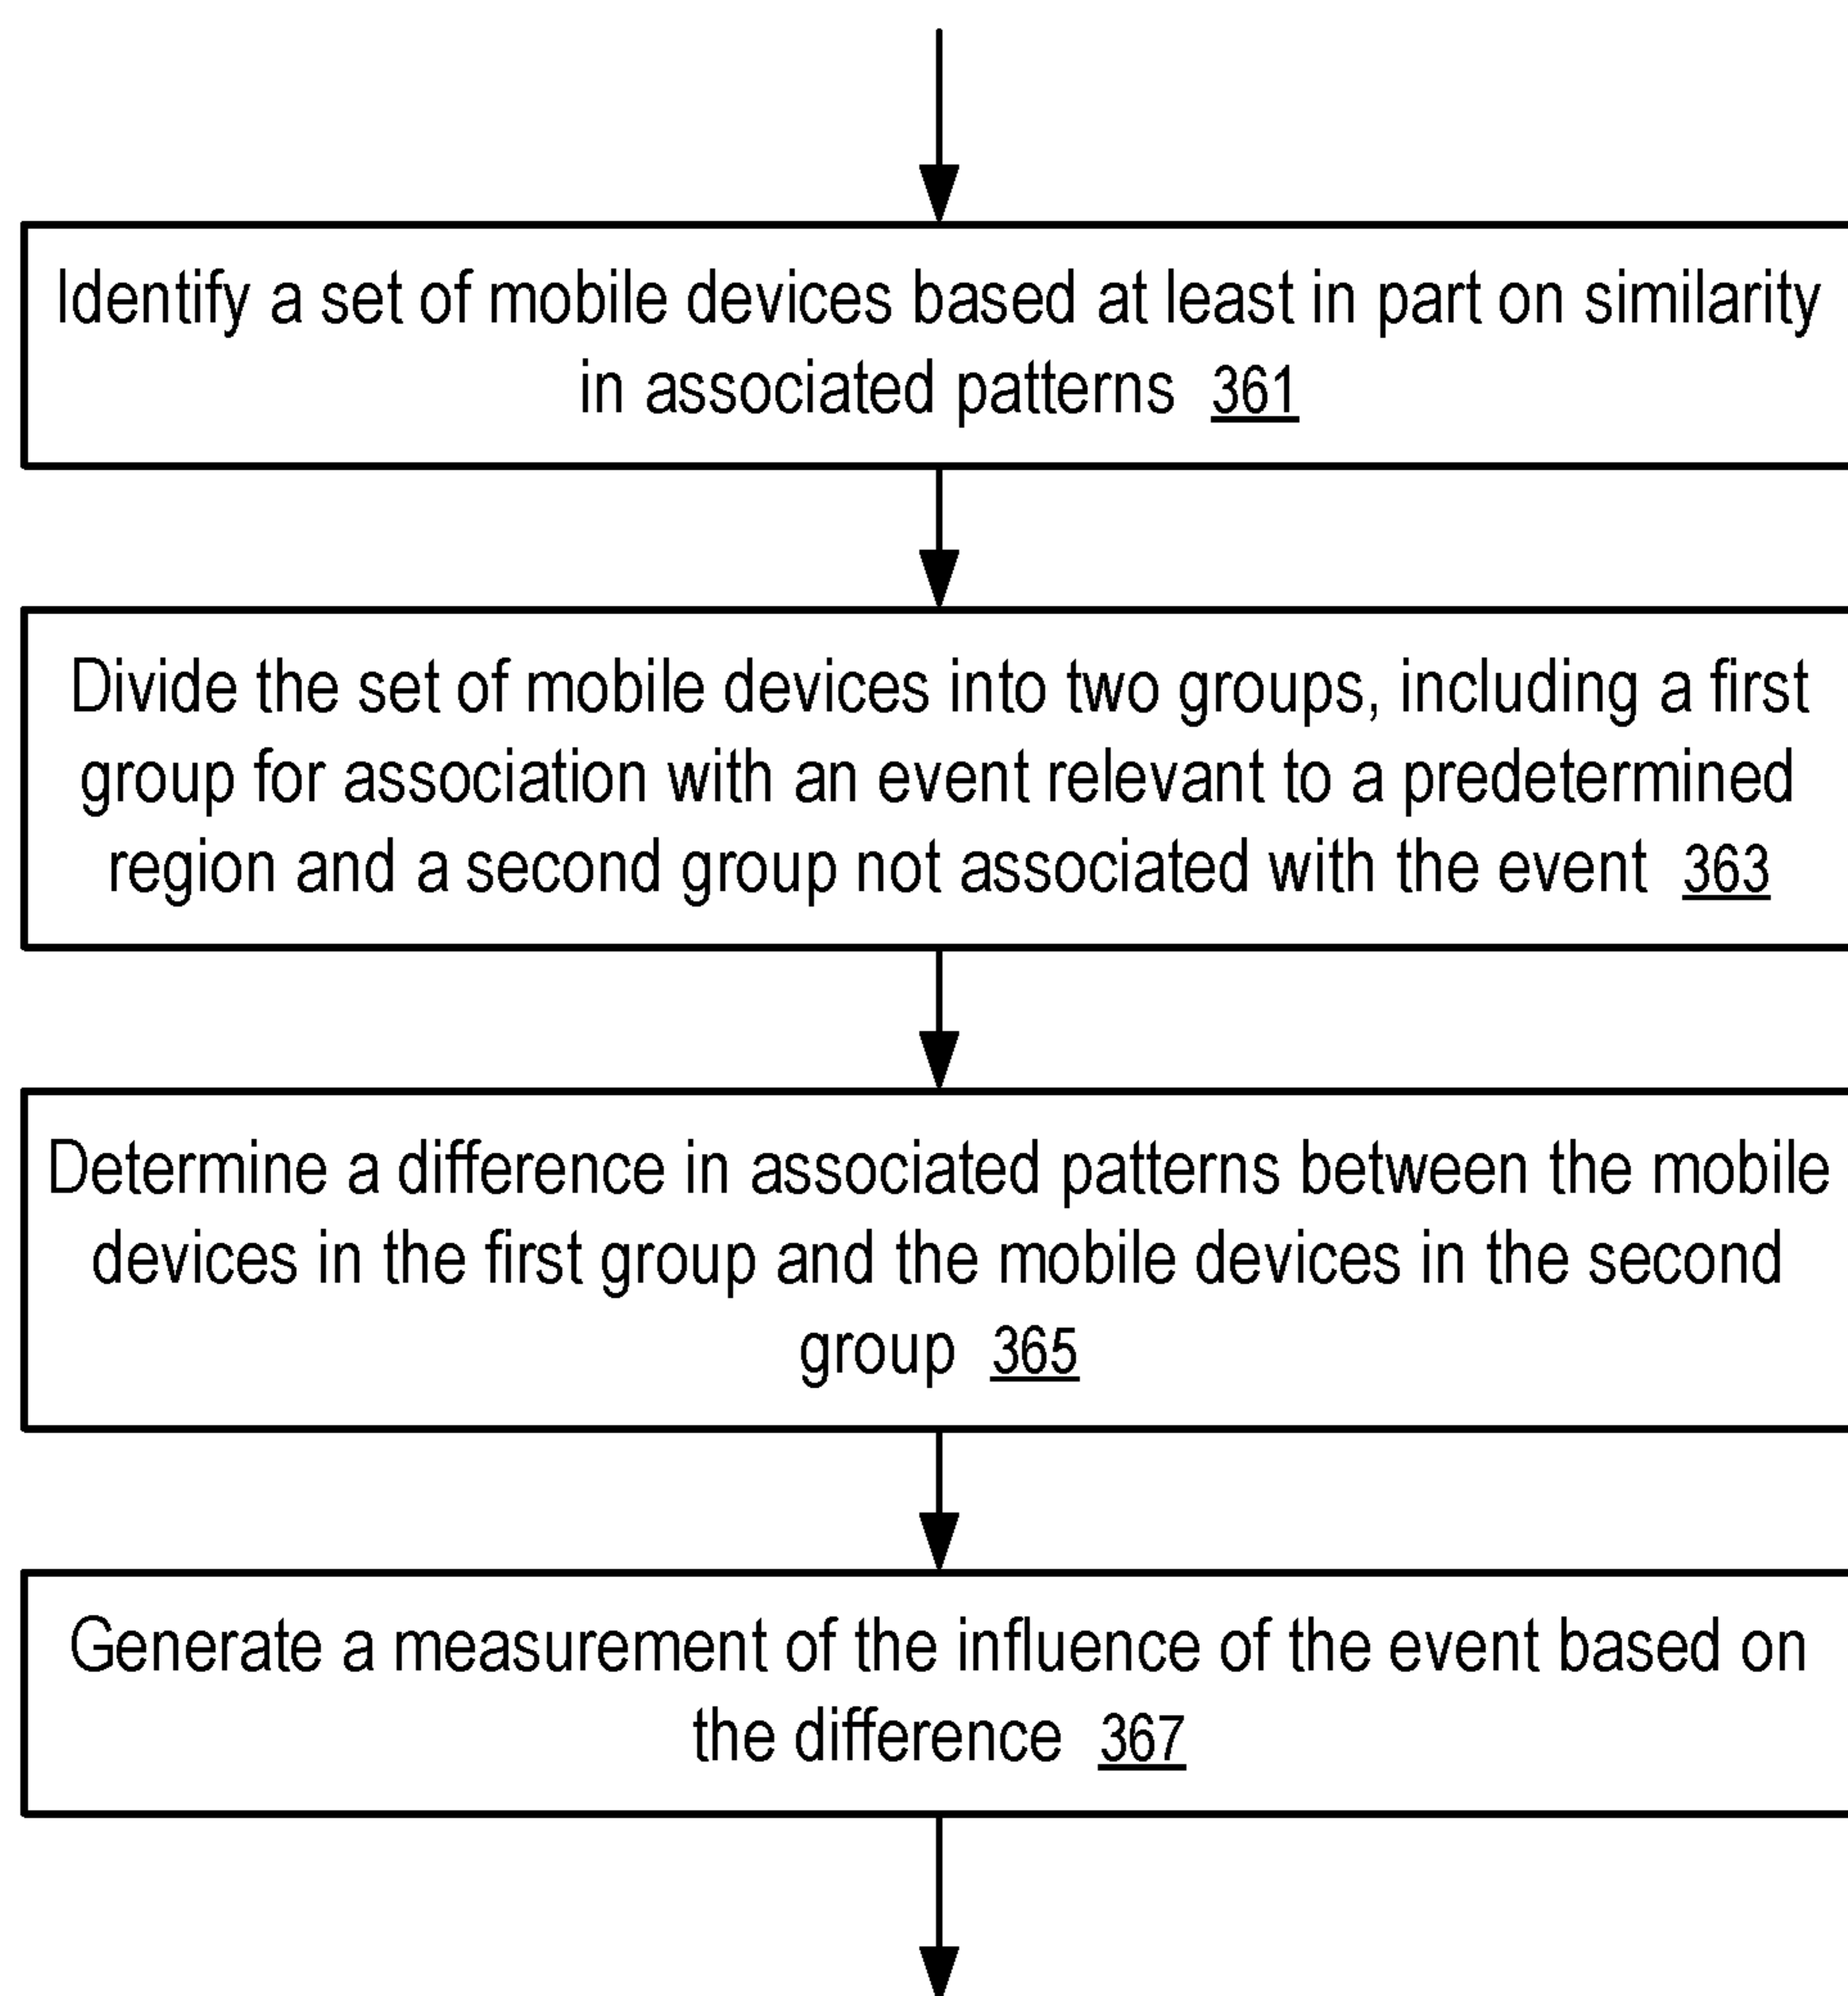 Identify a set of mobile devices based at least in part on similarity
in associated patterns 361
Divide the set of mobile devices into two groups, including a first
group for association with an event relevant to a predetermined
region and a second group not associated with the event 363
Determine a difference in associated patterns between the mobile
devices in the first group and the mobile devices in the second
group 365
Generate a measurement of the influence of the event based on
the difference 367